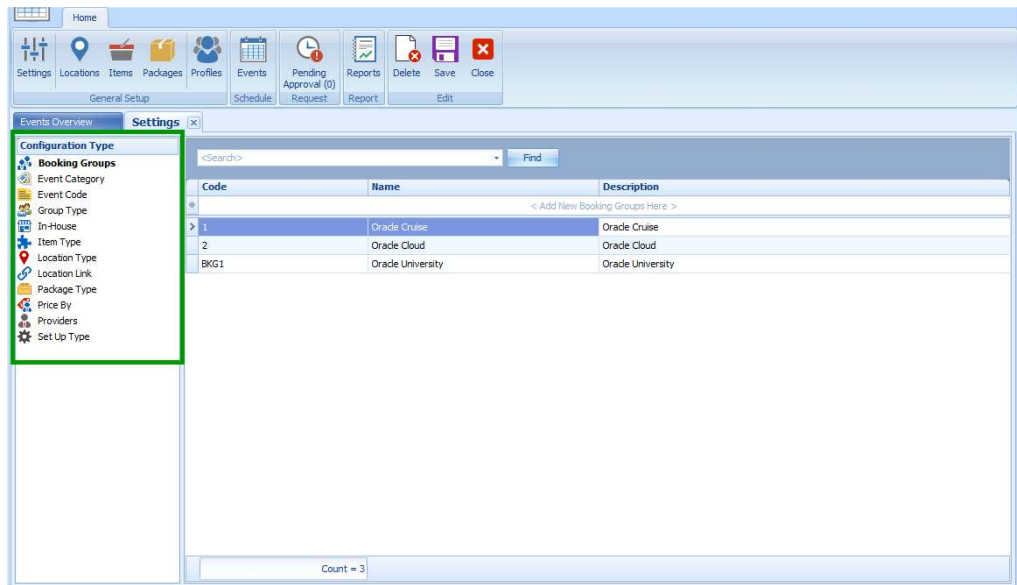 Home
Settings Locations Items Packages Profiles Events Pending Approval (0) Reports Delete Save Close
General Setup Schedule Request Report Edit
Events Overview Settings
Configuration Type
Booking Groups
Event Category
Event Code
Group Type
In-House
Item Type
Location Type
Location Link
Package Type
Price By
Providers
Set Up Type
<Search> Find
Code Name Description
< Add New Booking Groups Here >
1 Oracle Cruise Oracle Cruise
2 Oracle Cloud Oracle Cloud
BKG1 Oracle University Oracle University
Count = 3